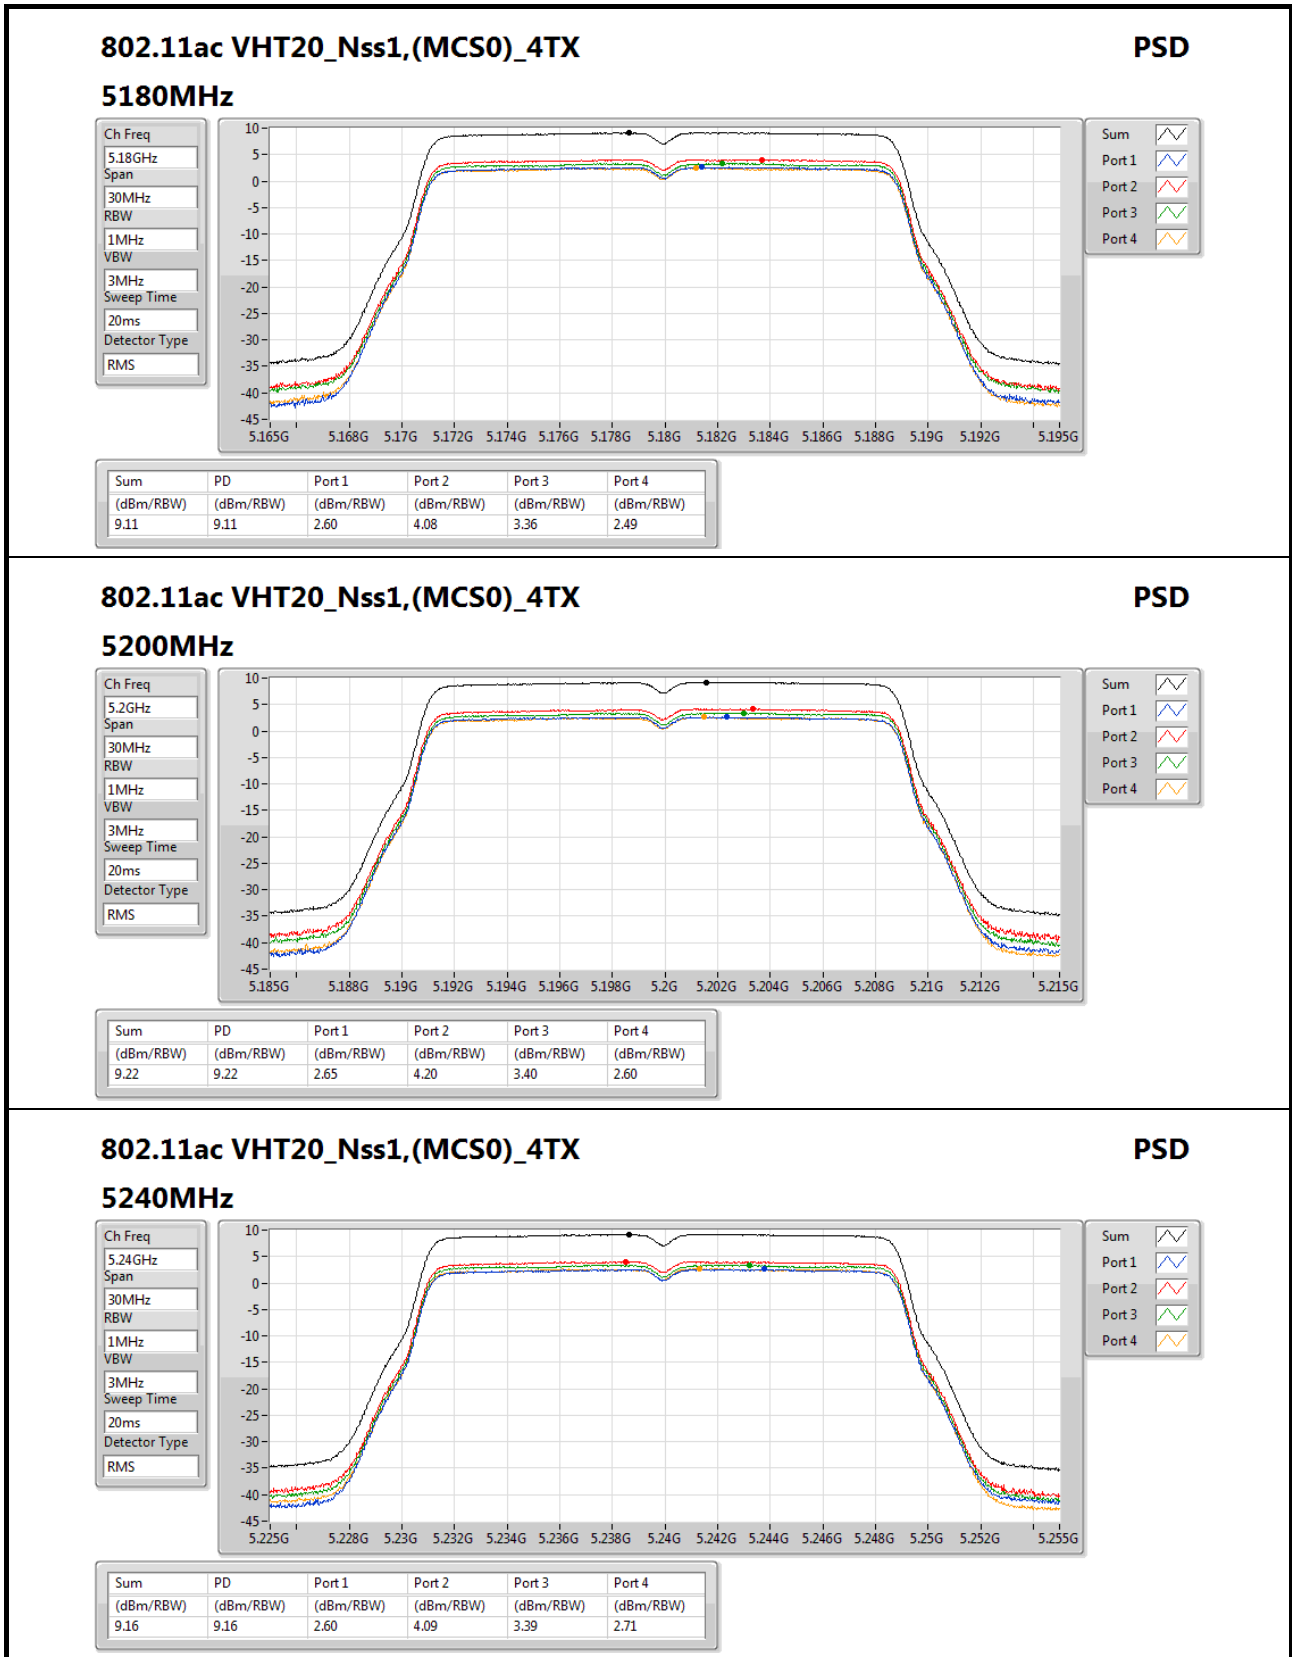 802.11ac VHT20_Nss1,(MCS0)_4TX PSD
5180MHz
Ch Freq
5.18GHz
Span
30MHz
RBW
1MHz
VBW
3MHz
Sweep Time
20ms
Detector Type
RMS
10
5
0
-5
-10
-15
-20
-25
-30
-35
-40
-45
5.165G 5.168G 5.17G 5.172G 5.174G 5.176G 5.178G 5.18G 5.182G 5.184G 5.186G 5.188G 5.19G 5.192G 5.195G
Sum
Port 1
Port 2
Port 3
Port 4
Sum PD Port 1 Port 2 Port 3 Port 4
(dBm/RBW) (dBm/RBW) (dBm/RBW) (dBm/RBW) (dBm/RBW) (dBm/RBW)
9.11 9.11 2.60 4.08 3.36 2.49
802.11ac VHT20_Nss1,(MCS0)_4TX PSD
5200MHz
Ch Freq
5.2GHz
Span
30MHz
RBW
1MHz
VBW
3MHz
Sweep Time
20ms
Detector Type
RMS
10
5
0
-5
-10
-15
-20
-25
-30
-35
-40
-45
5.185G 5.188G 5.19G 5.192G 5.194G 5.196G 5.198G 5.2G 5.202G 5.204G 5.206G 5.208G 5.21G 5.212G 5.215G
Sum
Port 1
Port 2
Port 3
Port 4
Sum PD Port 1 Port 2 Port 3 Port 4
(dBm/RBW) (dBm/RBW) (dBm/RBW) (dBm/RBW) (dBm/RBW) (dBm/RBW)
9.22 9.22 2.65 4.20 3.40 2.60
802.11ac VHT20_Nss1,(MCS0)_4TX PSD
5240MHz
Ch Freq
5.24GHz
Span
30MHz
RBW
1MHz
VBW
3MHz
Sweep Time
20ms
Detector Type
RMS
10
5
0
-5
-10
-15
-20
-25
-30
-35
-40
-45
5.225G 5.228G 5.23G 5.232G 5.234G 5.236G 5.238G 5.24G 5.242G 5.244G 5.246G 5.248G 5.25G 5.252G 5.255G
Sum
Port 1
Port 2
Port 3
Port 4
Sum PD Port 1 Port 2 Port 3 Port 4
(dBm/RBW) (dBm/RBW) (dBm/RBW) (dBm/RBW) (dBm/RBW) (dBm/RBW)
9.16 9.16 2.60 4.09 3.39 2.71